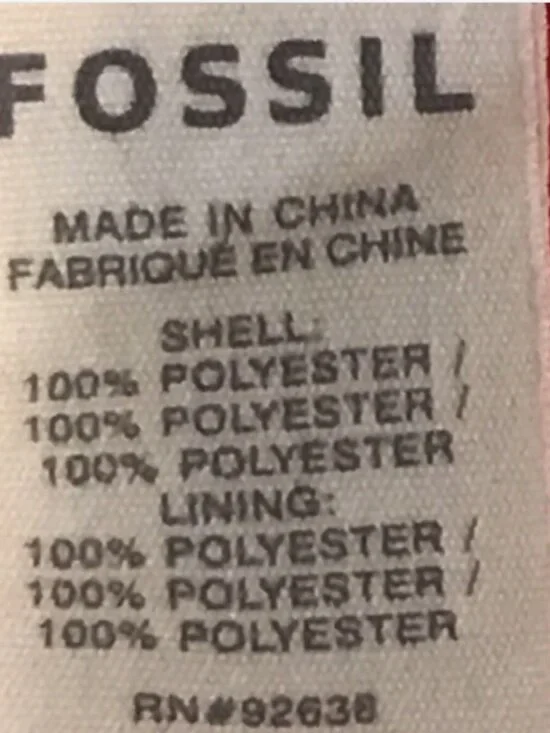 FOSSIL
MADE IN CHINA
FABRIQUÉ EN CHINE
SHELL:
100% POLYESTER /
100% POLYESTER /
100% POLYESTER
LINING:
100% POLYESTER /
100% POLYESTER /
100% POLYESTER
RN#92638